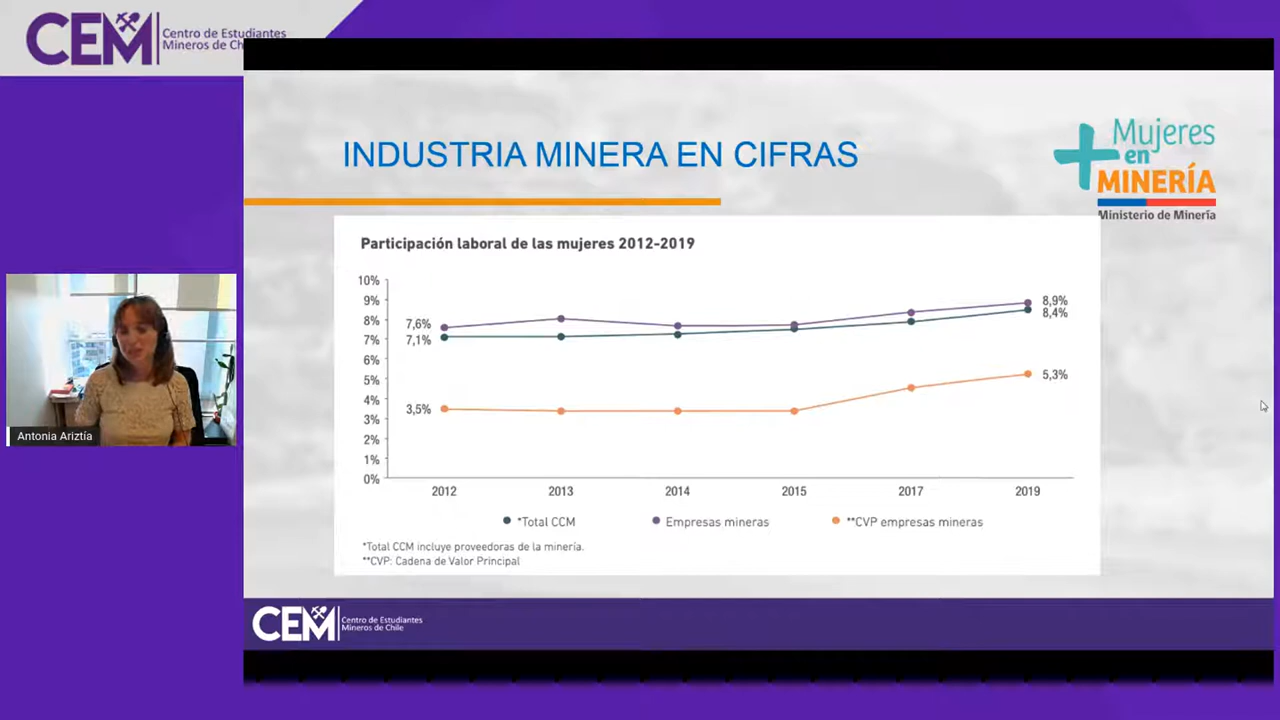 CEM
Centro de Estudiantes
Mineros de Ch
INDUSTRIA MINERA EN CIFRAS
Mujeres
en
MINERÍA
Ministerio de Minería
Participación laboral de las mujeres 2012-2019
10%
9%
8%
7%
6%
5%
4%
3%
2%
1%
0%
7,6%
7,1%
3,5%
8,9%
8,4%
5,3%
2012 2013 2014 2015 2017 2019
*Total CCM Empresas mineras **CVP empresas mineras
*Total CCM incluye proveedoras de la minería.
**CVP: Cadena de Valor Principal
Antonia Ariztía
CEM
Centro de Estudiantes
Mineros de Chile